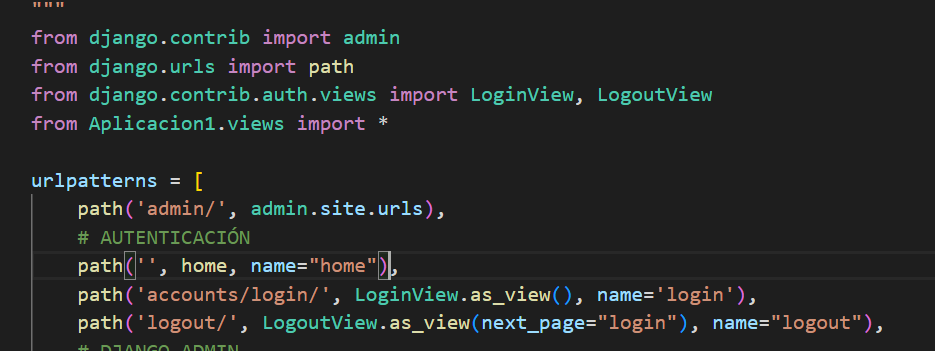 """
from django.contrib import admin
from django.urls import path
from django.contrib.auth.views import LoginView, LogoutView
from Aplicacion1.views import *
urlpatterns = [
path('admin/', admin.site.urls),
# AUTENTICACIÓN
path('', home, name="home"),
path('accounts/login/', LoginView.as_view(), name='login'),
path('logout/', LogoutView.as_view(next_page="login"), name="logout"),
# DJANGO ADMIN